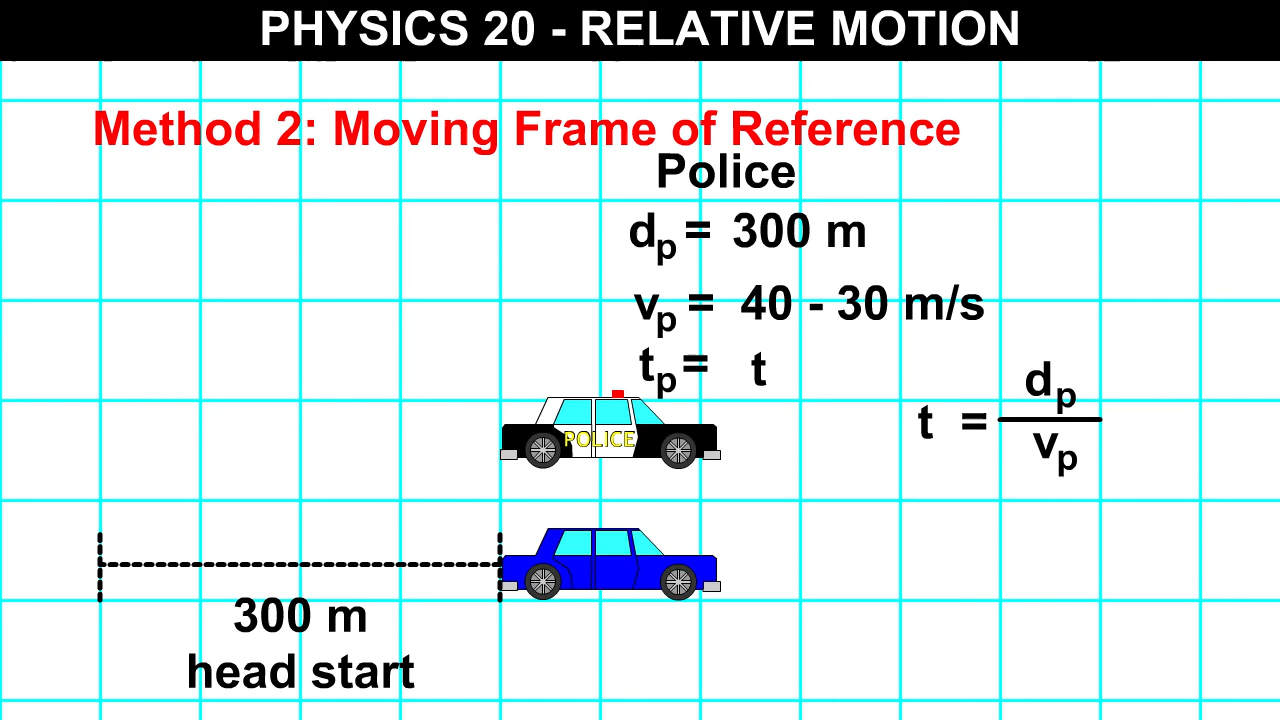 PHYSICS 20 - RELATIVE MOTION
Method 2: Moving Frame of Reference
Police
dp = 300 m
vp = 40 - 30 m/s
tp = t
t = dp / vp
POLICE
300 m
head start